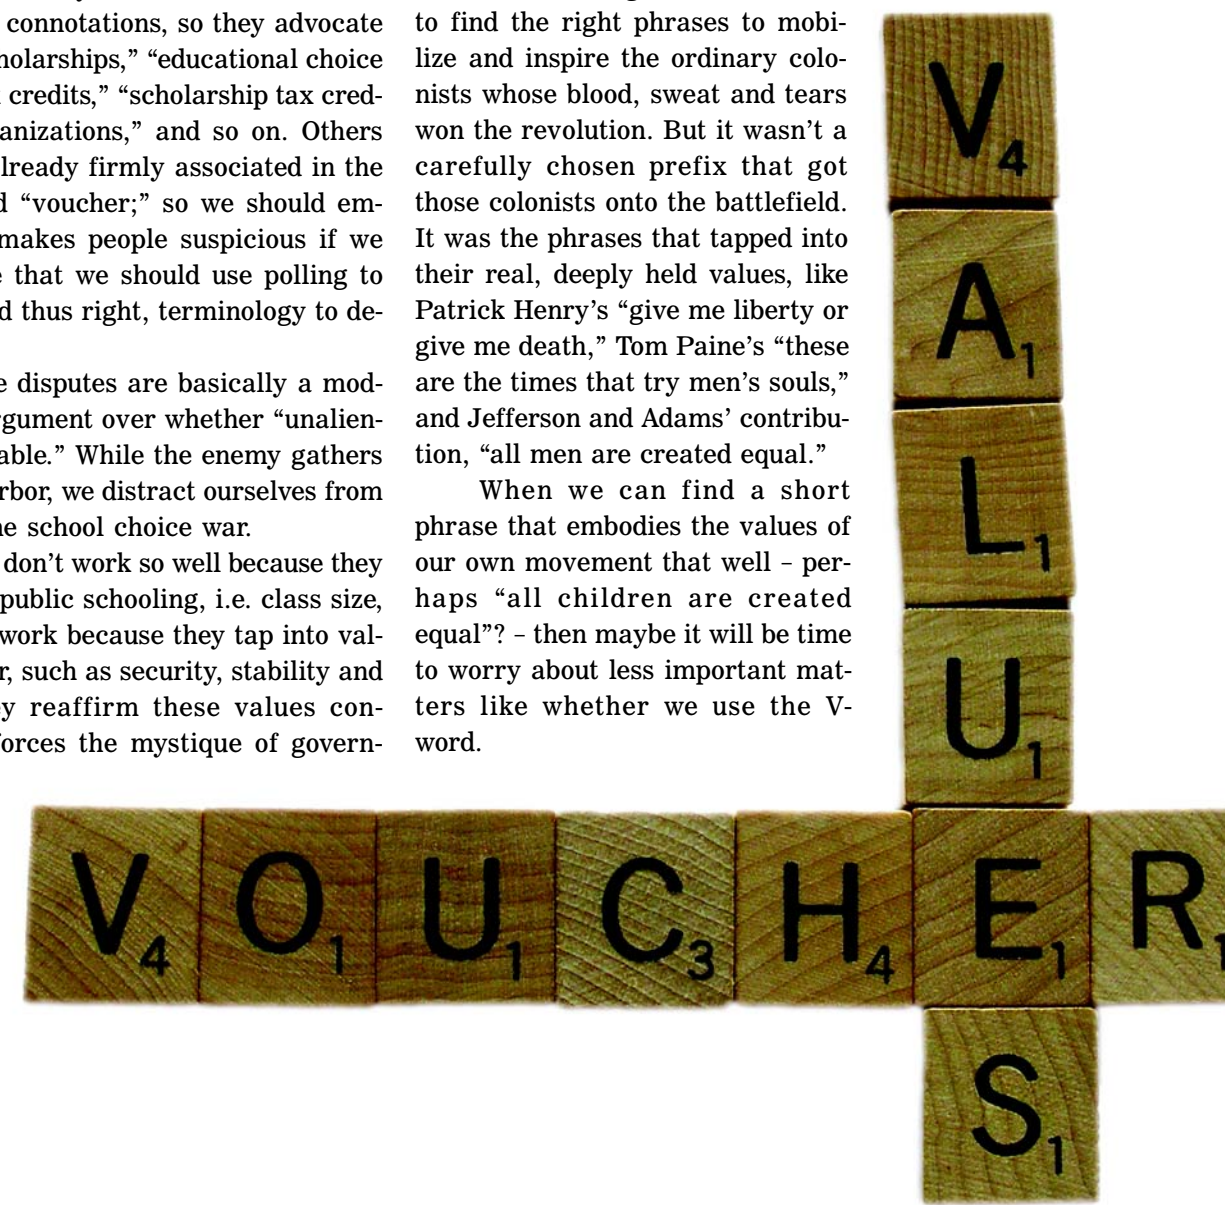 connotations, so they advocate
holarships,” “educational choice
credits,” “scholarship tax cred-
anizations,” and so on. Others
lready firmly associated in the
d “voucher;” so we should em-
makes people suspicious if we
e that we should use polling to
d thus right, terminology to de-
e disputes are basically a mod-
rgument over whether “unalien-
able.” While the enemy gathers
rbor, we distract ourselves from
ne school choice war.
don’t work so well because they
public schooling, i.e. class size,
work because they tap into val-
r, such as security, stability and
ey reaffirm these values con-
forces the mystique of govern-
to find the right phrases to mobi-
lize and inspire the ordinary colo-
nists whose blood, sweat and tears
won the revolution. But it wasn’t a
carefully chosen prefix that got
those colonists onto the battlefield.
It was the phrases that tapped into
their real, deeply held values, like
Patrick Henry’s “give me liberty or
give me death,” Tom Paine’s “these
are the times that try men’s souls,”
and Jefferson and Adams’ contribu-
tion, “all men are created equal.”
When we can find a short
phrase that embodies the values of
our own movement that well – per-
haps “all children are created
equal”? – then maybe it will be time
to worry about less important mat-
ters like whether we use the V-
word.
V4
A1
L1
U1
V4 O1 U1 C3 H4 E1 R1
S1